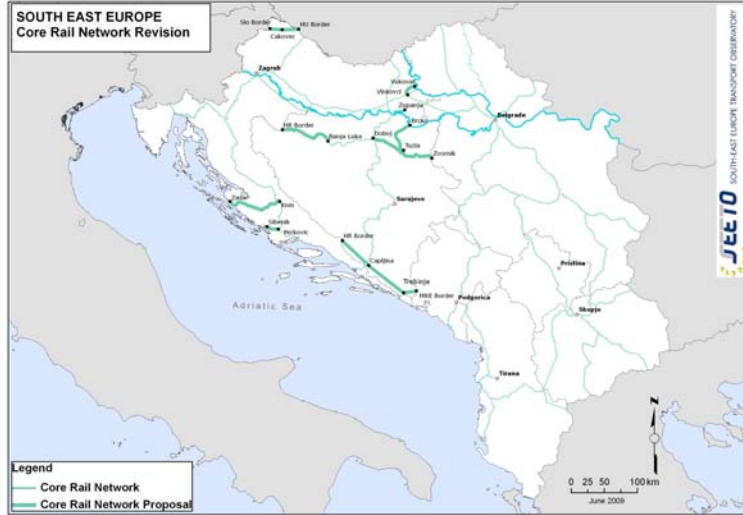 SOUTH EAST EUROPE
Core Rail Network Revision
Slo Border
HU Border
Cakovec
Zagreb
Vukovar
Vinkovci
Zupanja
Brcko
Belgrade
HR Border
Banja Luka
Doboj
Tuzla
Zvornik
Sarajevo
Zadar
Knin
Sibenik
Perkovic
HR Border
Capljina
Trebinje
MNE Border
Podgorica
Pristina
Skopje
Adriatic Sea
Tirana
Legend
Core Rail Network
Core Rail Network Proposal
N
0 25 50 100 km
June 2009
SEETO SOUTH-EAST EUROPE TRANSPORT OBSERVATORY